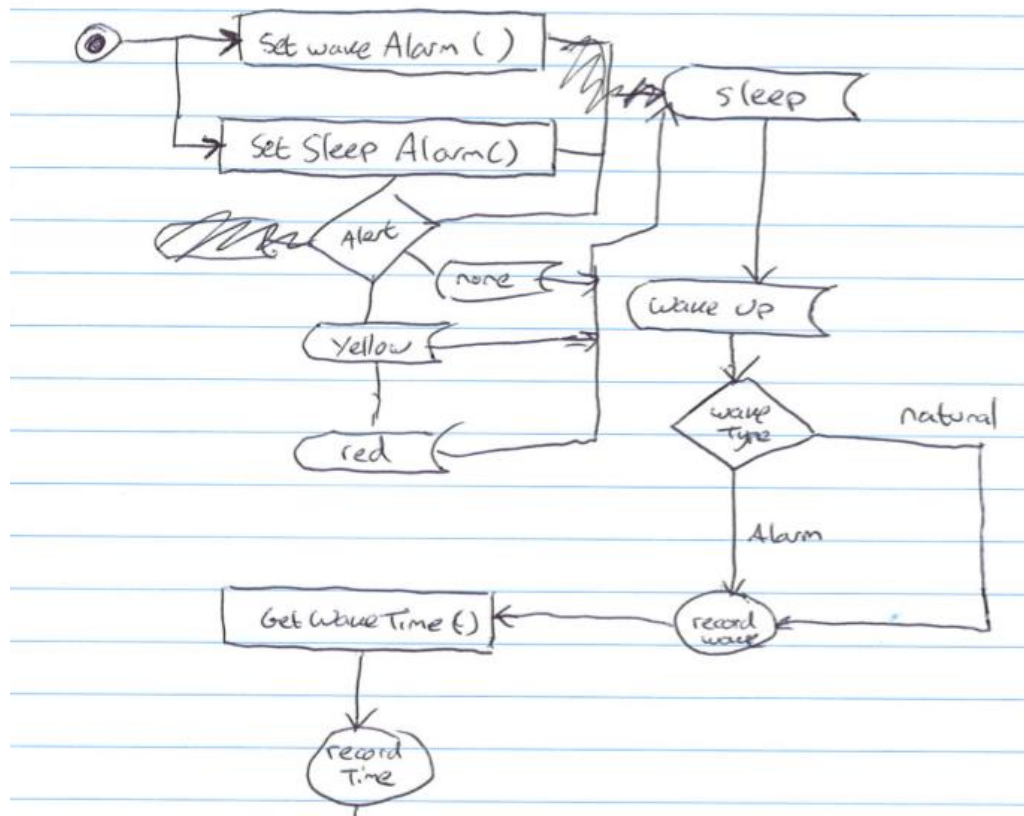 Set wake Alarm ( )
Sleep
Set Sleep Alarm()
Alert
none
wake up
Yellow
wake
Type
natural
red
Alarm
Get Wake Time ()
record
wake
record
Time